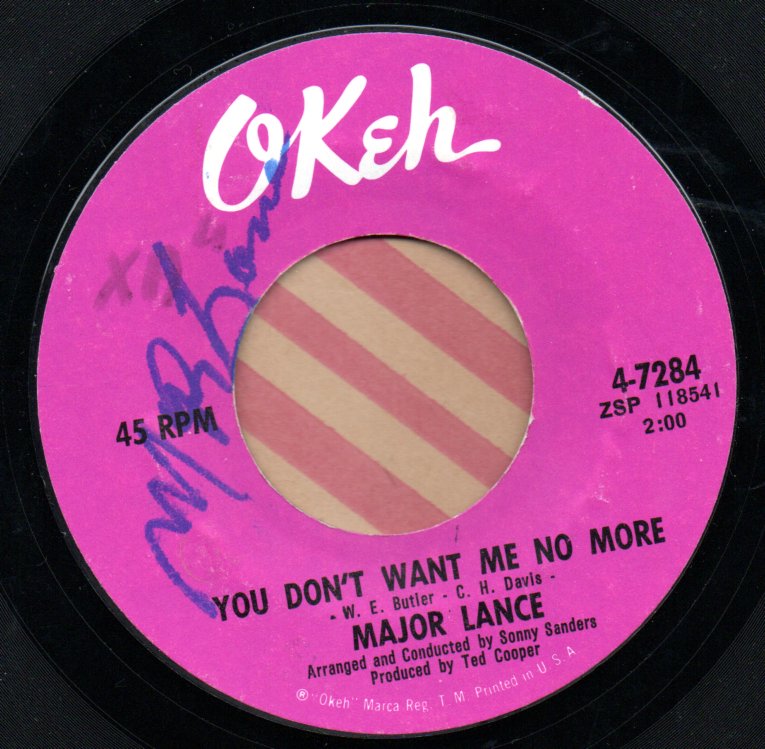 OKeh
45 RPM
4-7284
ZSP 118541
2:00
YOU DON'T WANT ME NO MORE
- W. E. Butler - C. H. Davis -
MAJOR LANCE
Arranged and Conducted by Sonny Sanders
Produced by Ted Cooper
® "Okeh" Marca Reg. T. M. Printed in U.S.A